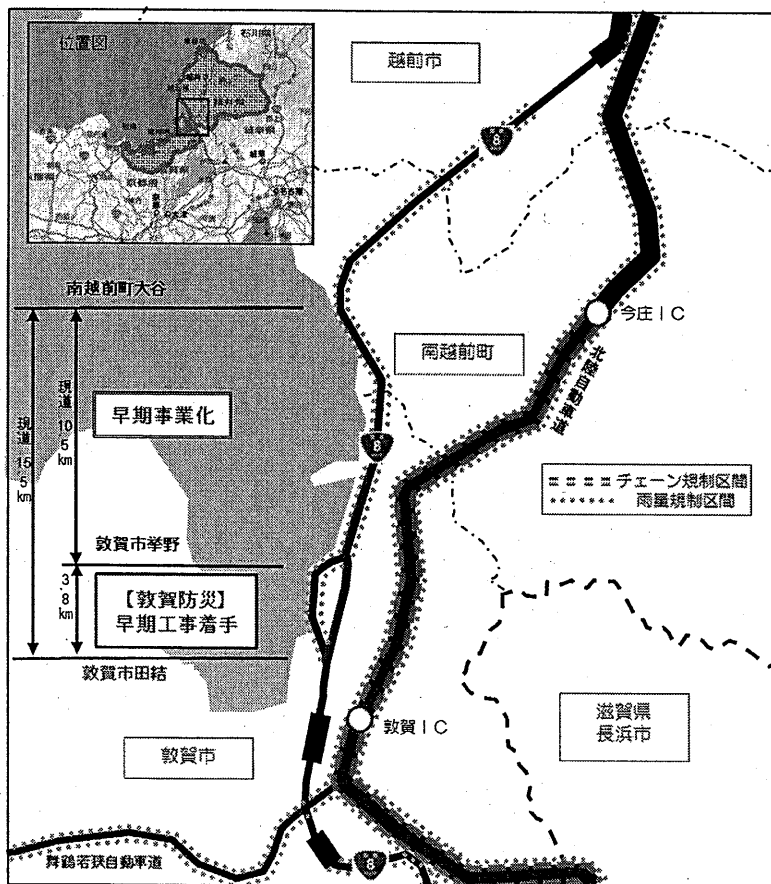 位置図
石川県
越前市
8
南越前町大谷
今庄IC
南越前町
北陸自動車道
現道 10.5km
現道 15.5km
早期事業化
8
チェーン規制区間
雨量規制区間
敦賀市挙野
3.8km
【敦賀防災】
早期工事着手
敦賀市田結
敦賀IC
滋賀県
長浜市
敦賀市
舞鶴若狭自動車道
8